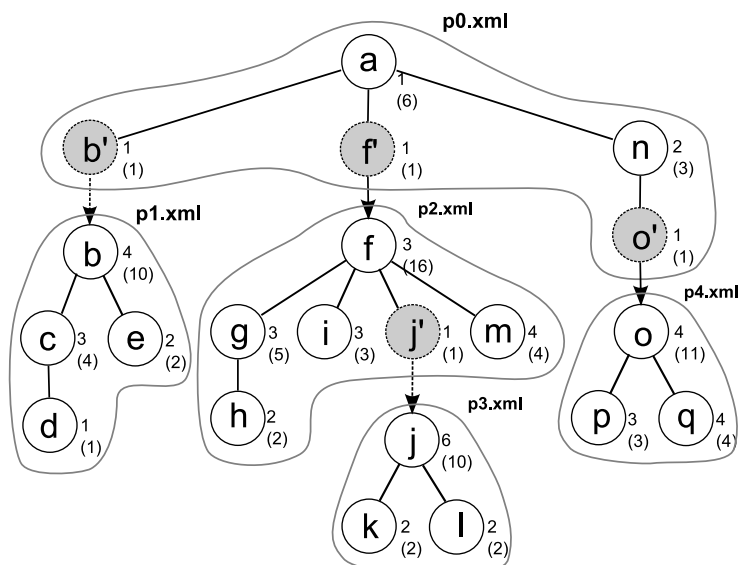 p0.xml
a 1
(6)
b' 1
(1)
f' 1
(1)
n 2
(3)
p1.xml
p2.xml
o' 1
(1)
b 4
(10)
f 3
(16)
p4.xml
c 3
(4)
e 2
(2)
g 3
(5)
i 3
(3)
j' 1
(1)
m 4
(4)
o 4
(11)
d 1
(1)
h 2
(2)
p3.xml
p 3
(3)
q 4
(4)
j 6
(10)
k 2
(2)
l 2
(2)